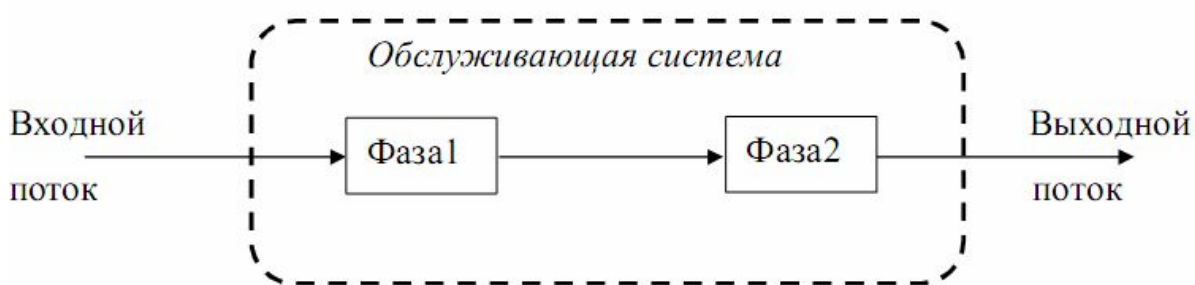 Обслуживающая система
Входной
поток
Фаза1
Фаза2
Выходной
поток